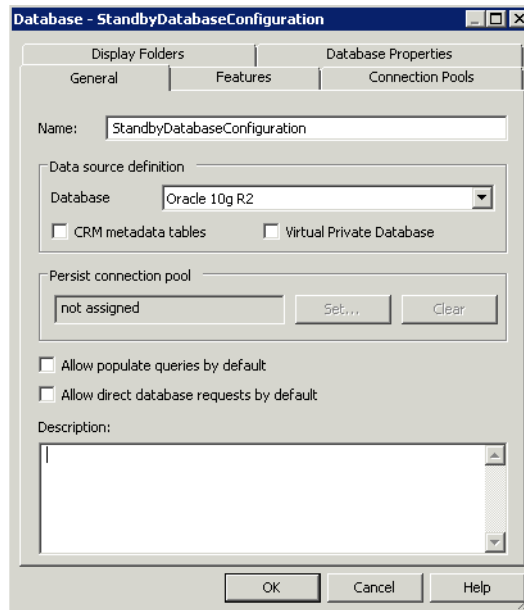 Database - StandbyDatabaseConfiguration
Display Folders Database Properties
General Features Connection Pools
Name: StandbyDatabaseConfiguration
Data source definition
Database Oracle 10g R2
CRM metadata tables Virtual Private Database
Persist connection pool
not assigned Set... Clear
Allow populate queries by default
Allow direct database requests by default
Description:
OK Cancel Help